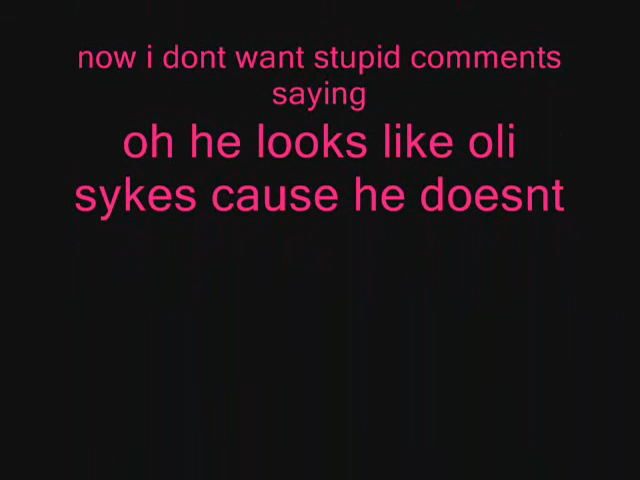 now i dont want stupid comments
saying
oh he looks like oli
sykes cause he doesnt